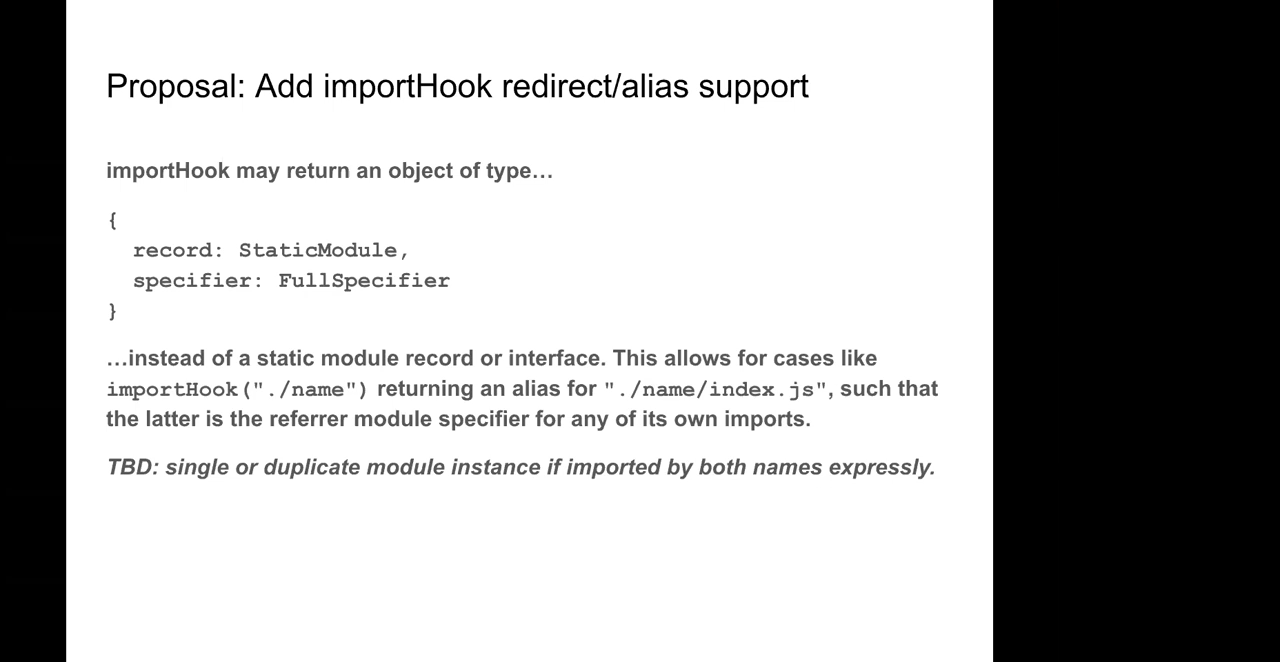 Proposal: Add importHook redirect/alias support
importHook may return an object of type…
{
record: StaticModule,
specifier: FullSpecifier
}
…instead of a static module record or interface. This allows for cases like
importHook("./name") returning an alias for "./name/index.js", such that
the latter is the referrer module specifier for any of its own imports.
TBD: single or duplicate module instance if imported by both names expressly.